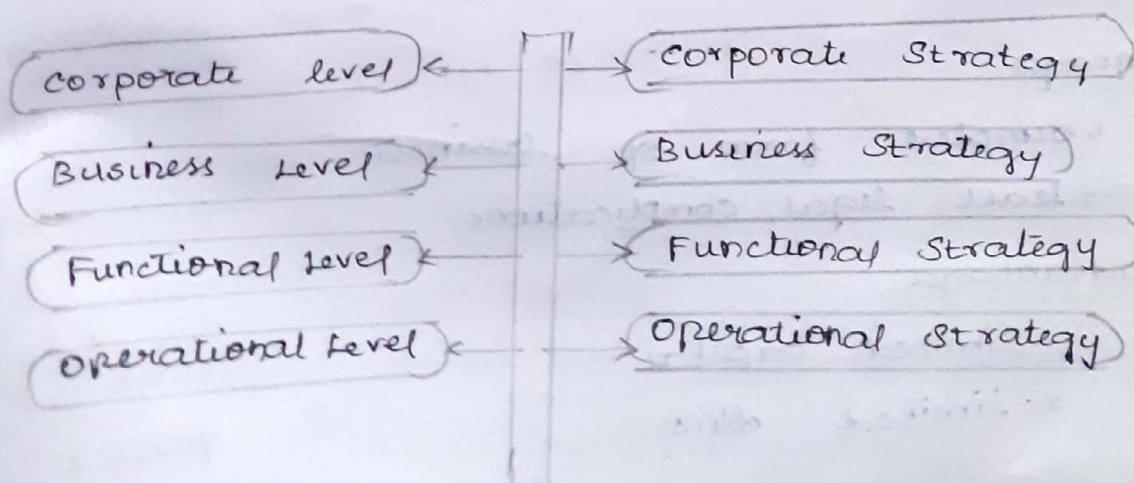 Corporate level
Corporate Strategy
Business Level
Business Strategy
Functional Level
Functional Strategy
Operational Level
Operational Strategy